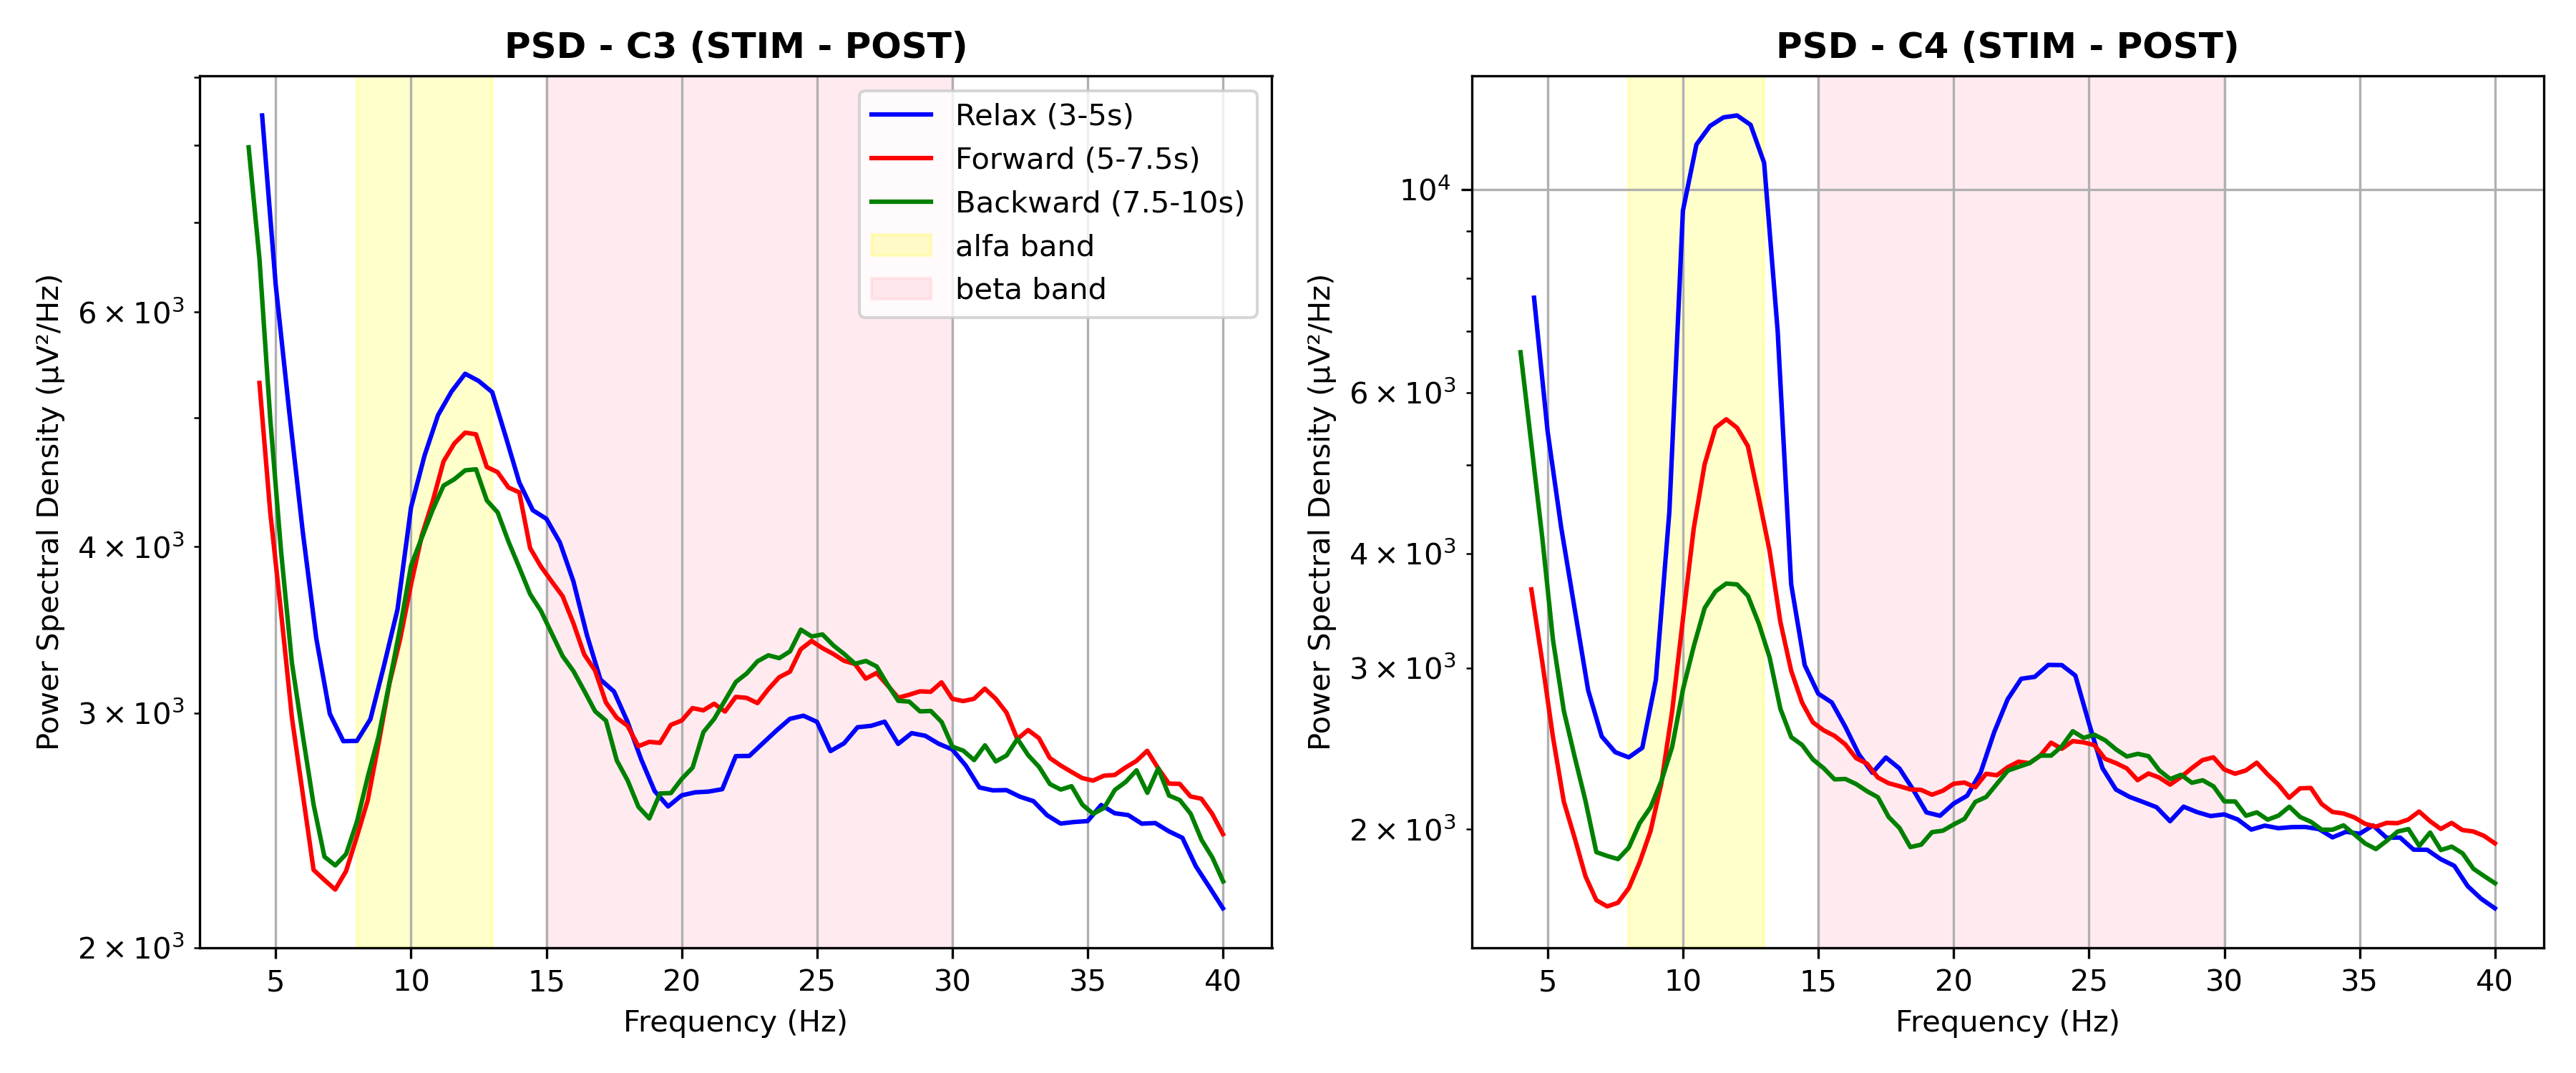 PSD - C3 (STIM - POST)
Power Spectral Density (µV²/Hz)
6 × 10³
4 × 10³
3 × 10³
2 × 10³
Relax (3-5s)
Forward (5-7.5s)
Backward (7.5-10s)
alfa band
beta band
5 10 15 20 25 30 35 40
Frequency (Hz)
PSD - C4 (STIM - POST)
Power Spectral Density (µV²/Hz)
10⁴
6 × 10³
4 × 10³
3 × 10³
2 × 10³
5 10 15 20 25 30 35 40
Frequency (Hz)